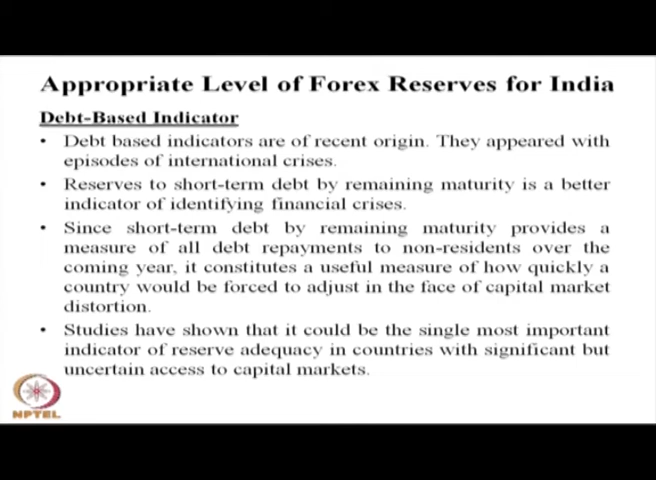 Appropriate Level of Forex Reserves for India
Debt-Based Indicator
• Debt based indicators are of recent origin. They appeared with
episodes of international crises.
• Reserves to short-term debt by remaining maturity is a better
indicator of identifying financial crises.
• Since short-term debt by remaining maturity provides a
measure of all debt repayments to non-residents over the
coming year, it constitutes a useful measure of how quickly a
country would be forced to adjust in the face of capital market
distortion.
• Studies have shown that it could be the single most important
indicator of reserve adequacy in countries with significant but
uncertain access to capital markets.
NPTEL